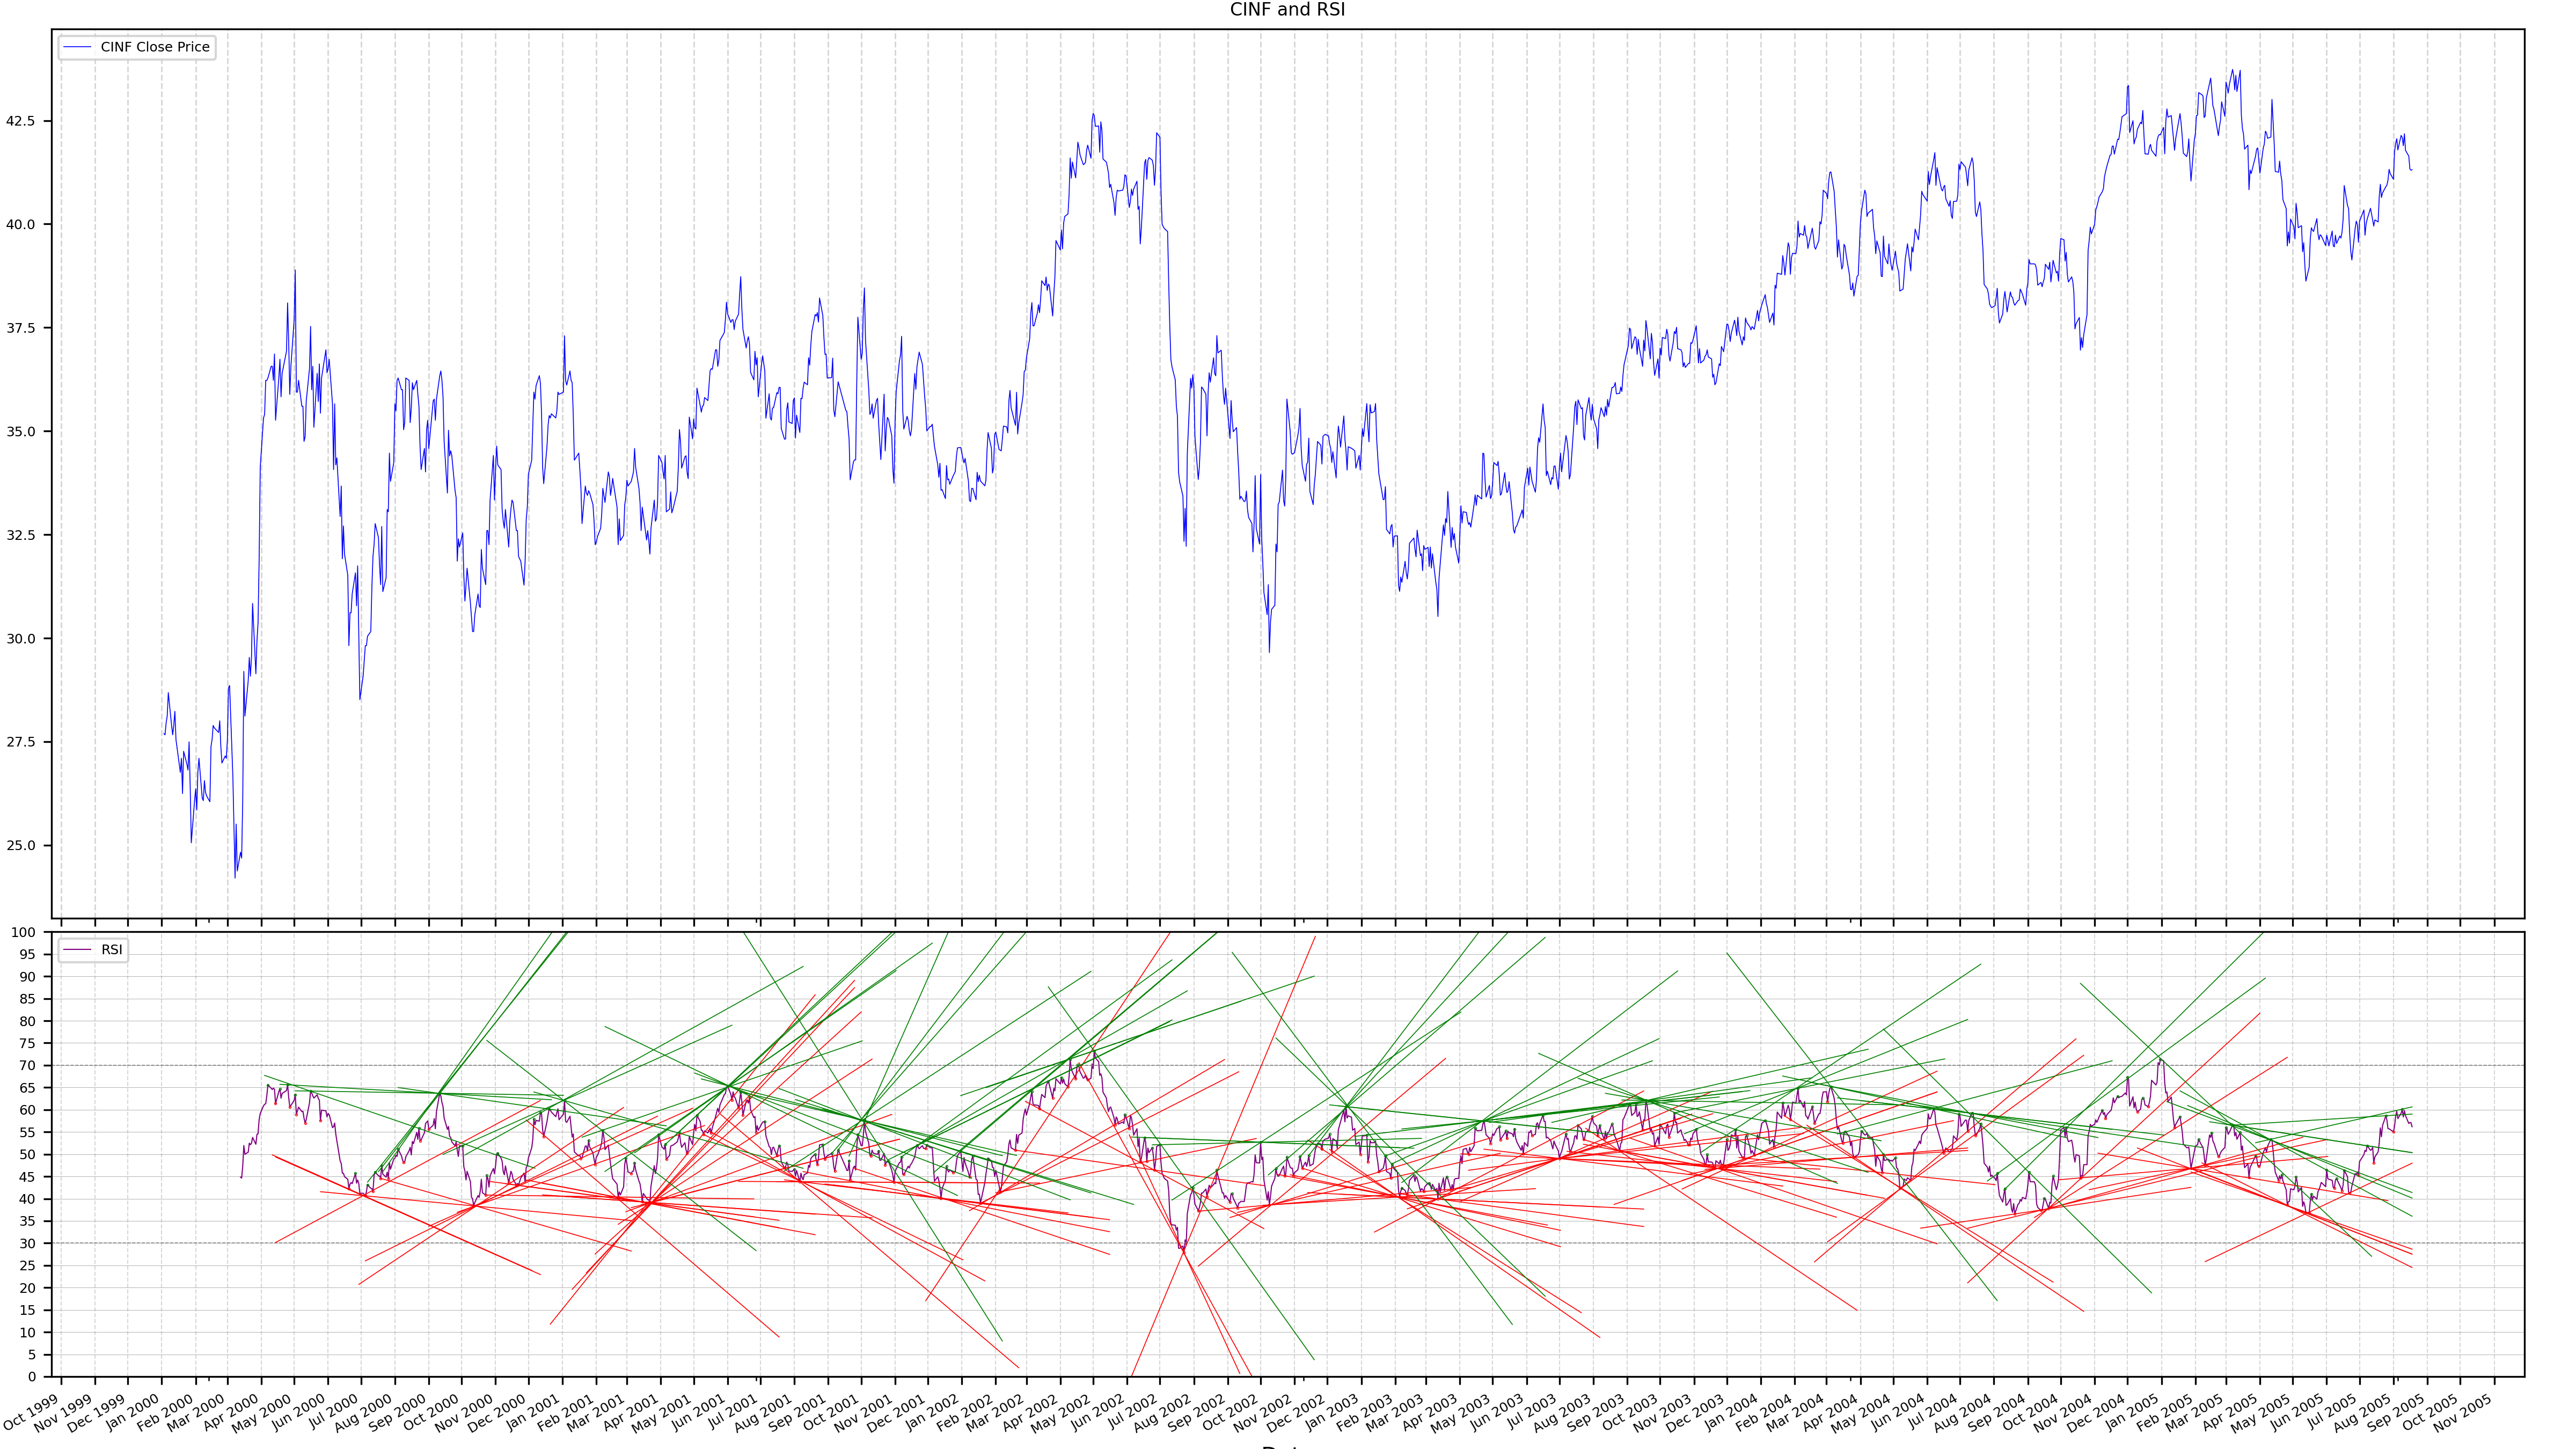 CINF and RSI
CINF Close Price
42.5
40.0
37.5
35.0
32.5
30.0
27.5
25.0
RSI
100
95
90
85
80
75
70
65
60
55
50
45
40
35
30
25
20
15
10
5
0
Oct 1999
Nov 1999
Dec 1999
Jan 2000
Feb 2000
Mar 2000
Apr 2000
May 2000
Jun 2000
Jul 2000
Aug 2000
Sep 2000
Oct 2000
Nov 2000
Dec 2000
Jan 2001
Feb 2001
Mar 2001
Apr 2001
May 2001
Jun 2001
Jul 2001
Aug 2001
Sep 2001
Oct 2001
Nov 2001
Dec 2001
Jan 2002
Feb 2002
Mar 2002
Apr 2002
May 2002
Jun 2002
Jul 2002
Aug 2002
Sep 2002
Oct 2002
Nov 2002
Dec 2002
Jan 2003
Feb 2003
Mar 2003
Apr 2003
May 2003
Jun 2003
Jul 2003
Aug 2003
Sep 2003
Oct 2003
Nov 2003
Dec 2003
Jan 2004
Feb 2004
Mar 2004
Apr 2004
May 2004
Jun 2004
Jul 2004
Aug 2004
Sep 2004
Oct 2004
Nov 2004
Dec 2004
Jan 2005
Feb 2005
Mar 2005
Apr 2005
May 2005
Jun 2005
Jul 2005
Aug 2005
Sep 2005
Oct 2005
Nov 2005